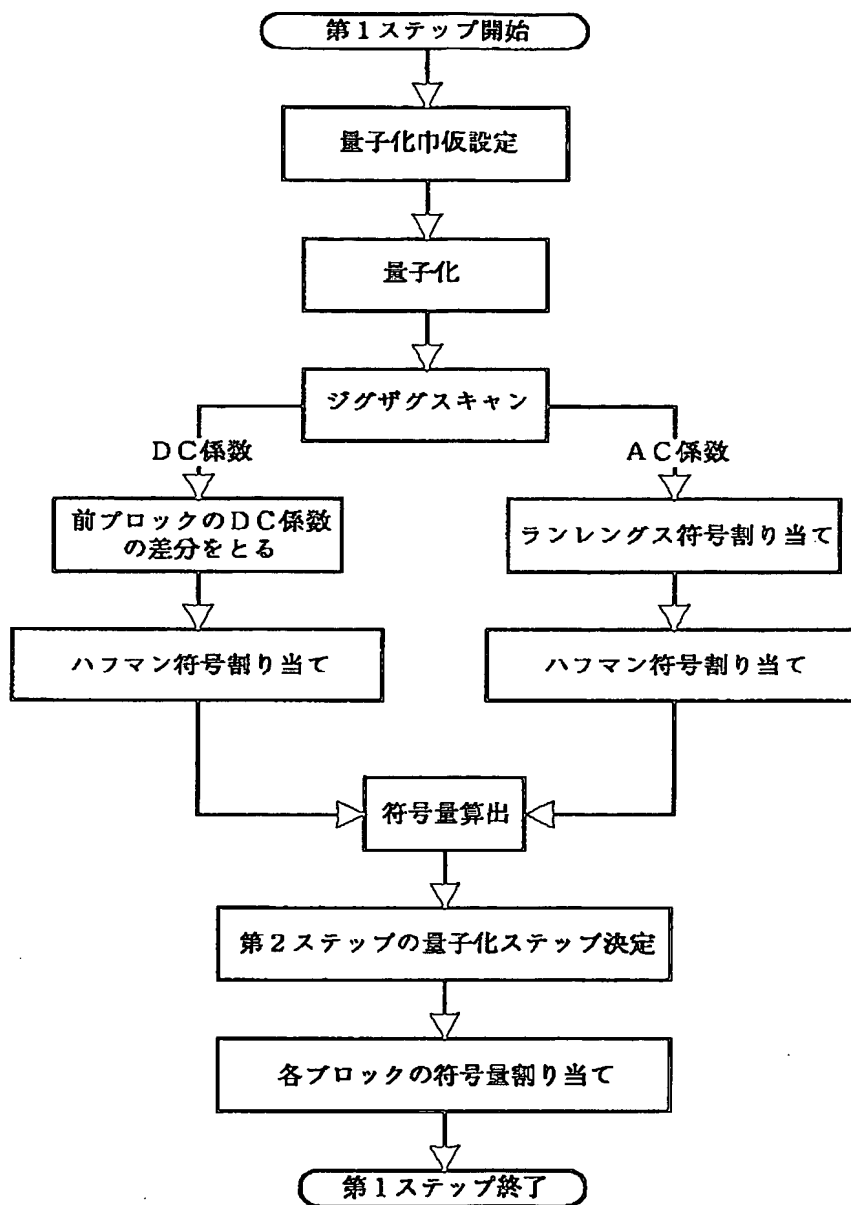 第1ステップ開始
量子化巾仮設定
量子化
ジグザグスキャン
DC係数
AC係数
前ブロックのDC係数
の差分をとる
ランレングス符号割り当て
ハフマン符号割り当て
ハフマン符号割り当て
符号量算出
第2ステップの量子化ステップ決定
各ブロックの符号量割り当て
第1ステップ終了